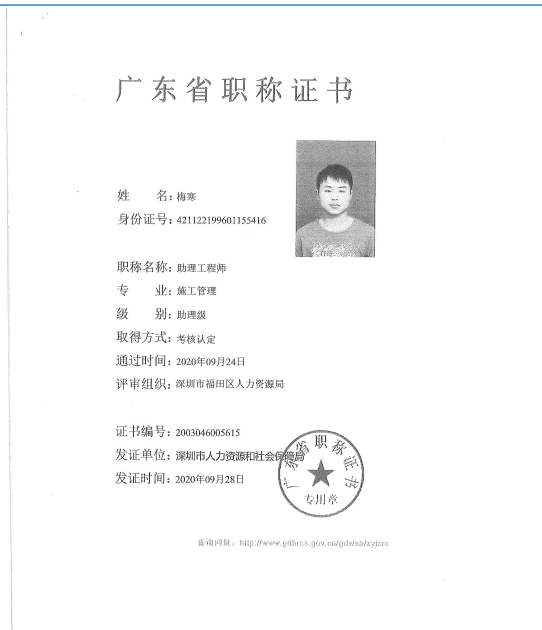 广东省职称证书
姓 名：梅寒
身份证号：421122199601155416
职称名称：助理工程师
专 业：施工管理
级 别：助理级
取得方式：考核认定
通过时间：2020年09月24日
评审组织：深圳市福田区人力资源局
证书编号：2003046005615
发证单位：深圳市人力资源和社会保障局
发证时间：2020年09月28日
广东省职称证书
专用章
查询网址：http://www.gdhrss.gov.cn/gdweb/zyjsrc